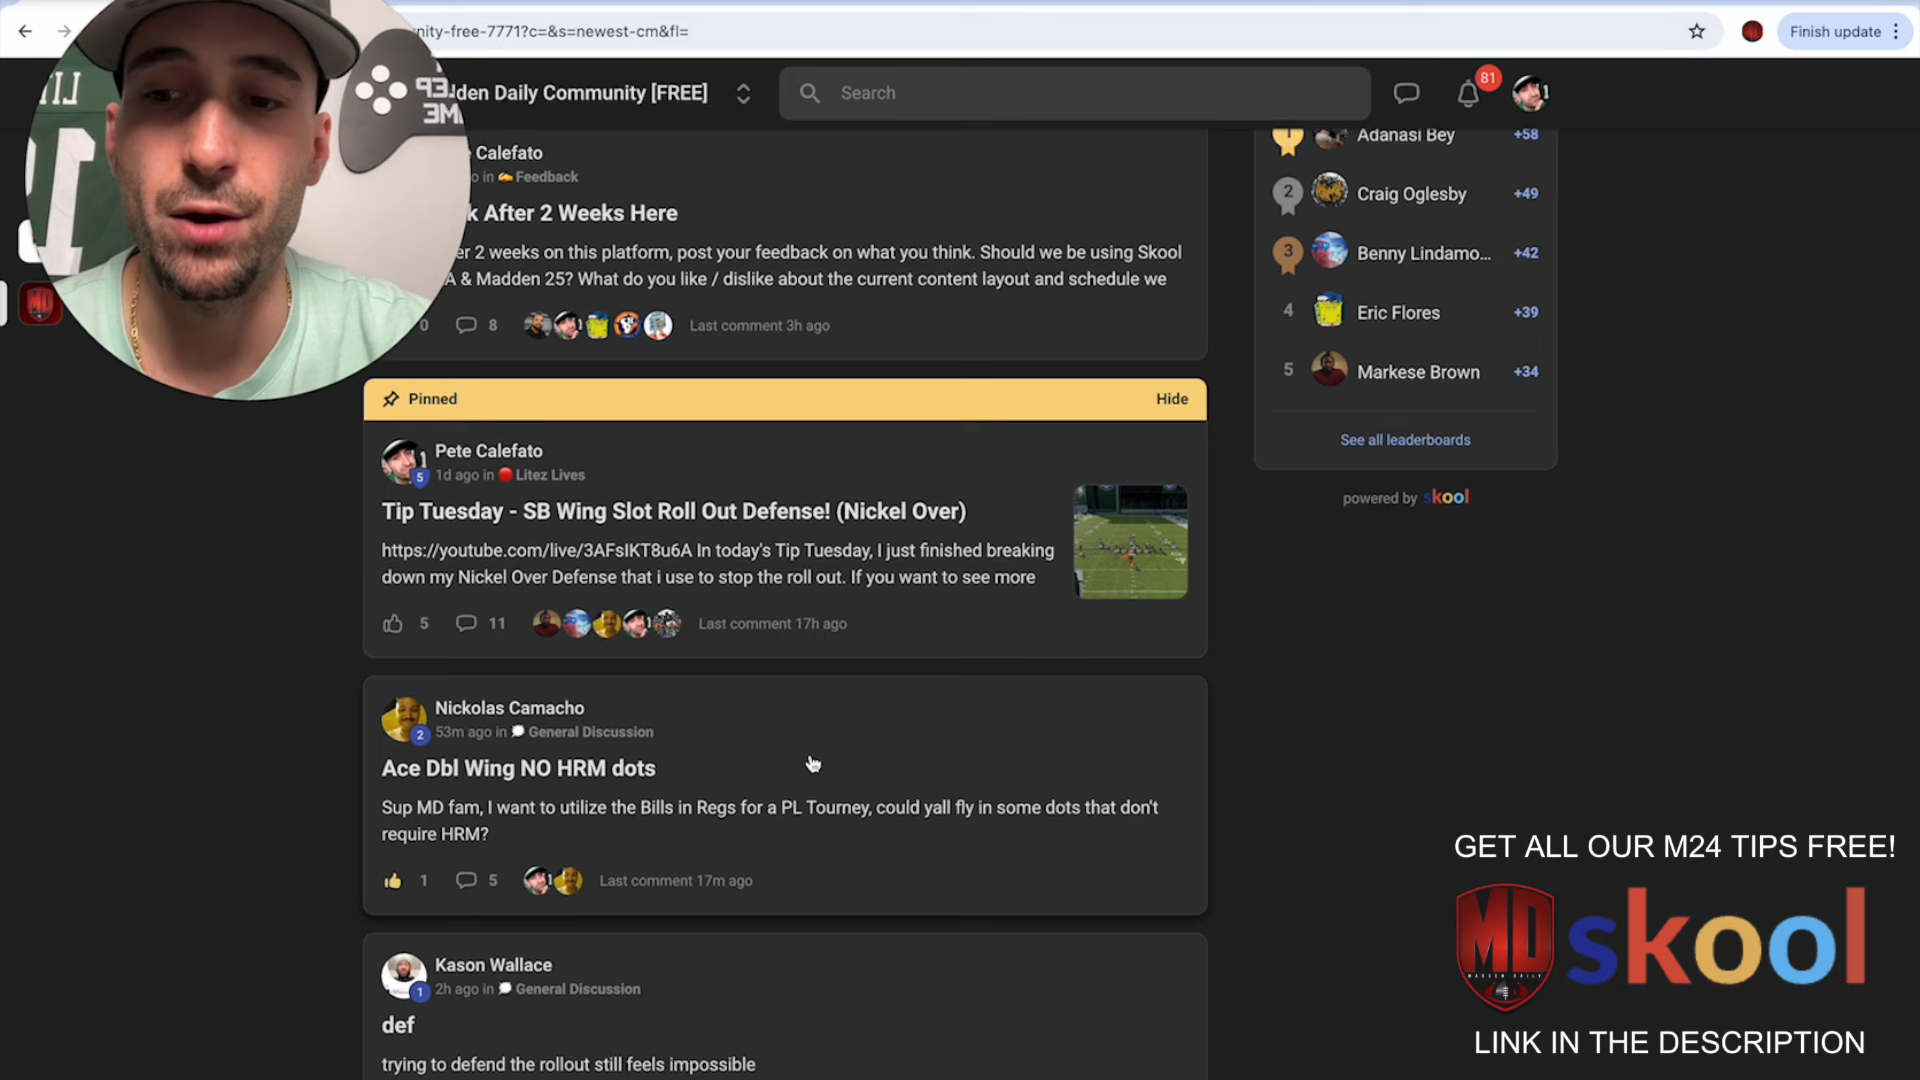 nity-free-7771?c=&s=newest-cm&fl=
Finish update
dden Daily Community [FREE]
Search
81
Calefato
o in ✍️ Feedback
k After 2 Weeks Here
er 2 weeks on this platform, post your feedback on what you think. Should we be using Skool
A & Madden 25? What do you like / dislike about the current content layout and schedule we
0
8
Last comment 3h ago
1
Adanasi Bey
+58
2
Craig Oglesby
+49
3
Benny Lindamo...
+42
4
Eric Flores
+39
5
Markese Brown
+34
See all leaderboards
powered by skool
Pinned
Hide
Pete Calefato
5
1d ago in 🔴 Litez Lives
Tip Tuesday - SB Wing Slot Roll Out Defense! (Nickel Over)
https://youtube.com/live/3AFsIKT8u6A In today's Tip Tuesday, I just finished breaking
down my Nickel Over Defense that i use to stop the roll out. If you want to see more
5
11
Last comment 17h ago
Nickolas Camacho
2
53m ago in 💭 General Discussion
Ace Dbl Wing NO HRM dots
Sup MD fam, I want to utilize the Bills in Regs for a PL Tourney, could yall fly in some dots that don't
require HRM?
1
5
Last comment 17m ago
Kason Wallace
1
2h ago in 💭 General Discussion
def
trying to defend the rollout still feels impossible
GET ALL OUR M24 TIPS FREE!
MD
MADDEN DAILY
skool
LINK IN THE DESCRIPTION